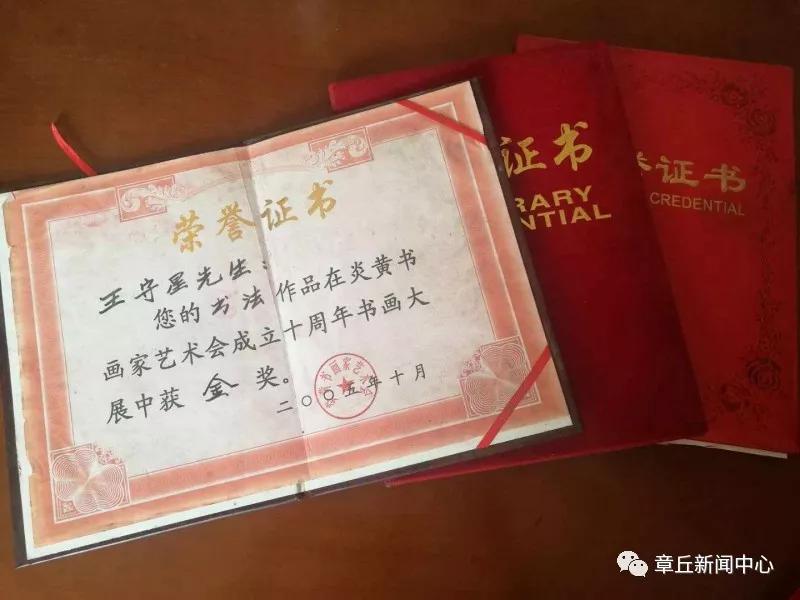 荣誉证书
王守星先生：
您的书法作品在炎黄书
画家艺术会成立十周年书画大
展中获金奖。
二〇〇五年十月
证书
RARY
NTIAL
证书
CREDENTIAL
章丘新闻中心